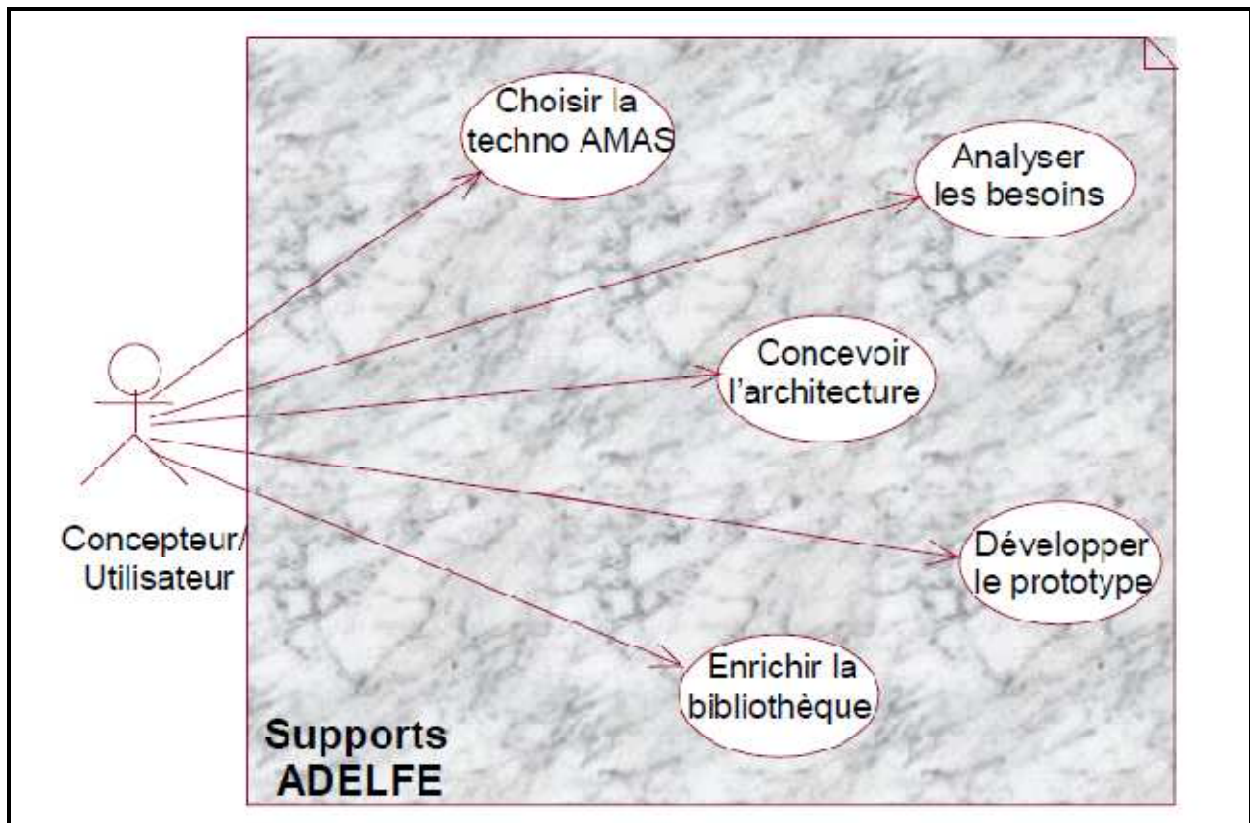 Choisir la
techno AMAS
Analyser
les besoins
Concevoir
l'architecture
Concepteur/
Utilisateur
Développer
le prototype
Enrichir la
bibliothèque
Supports
ADELFE